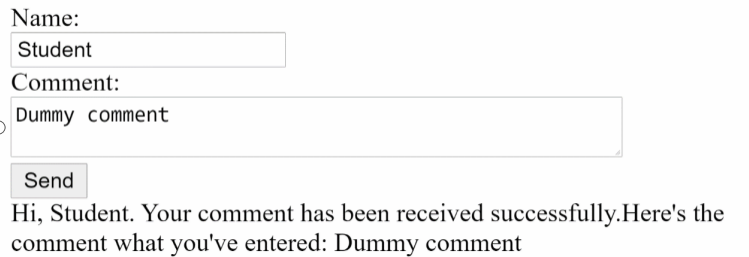 Name:
Student
Comment:
Dummy comment
Send
Hi, Student. Your comment has been received successfully.Here's the
comment what you've entered: Dummy comment